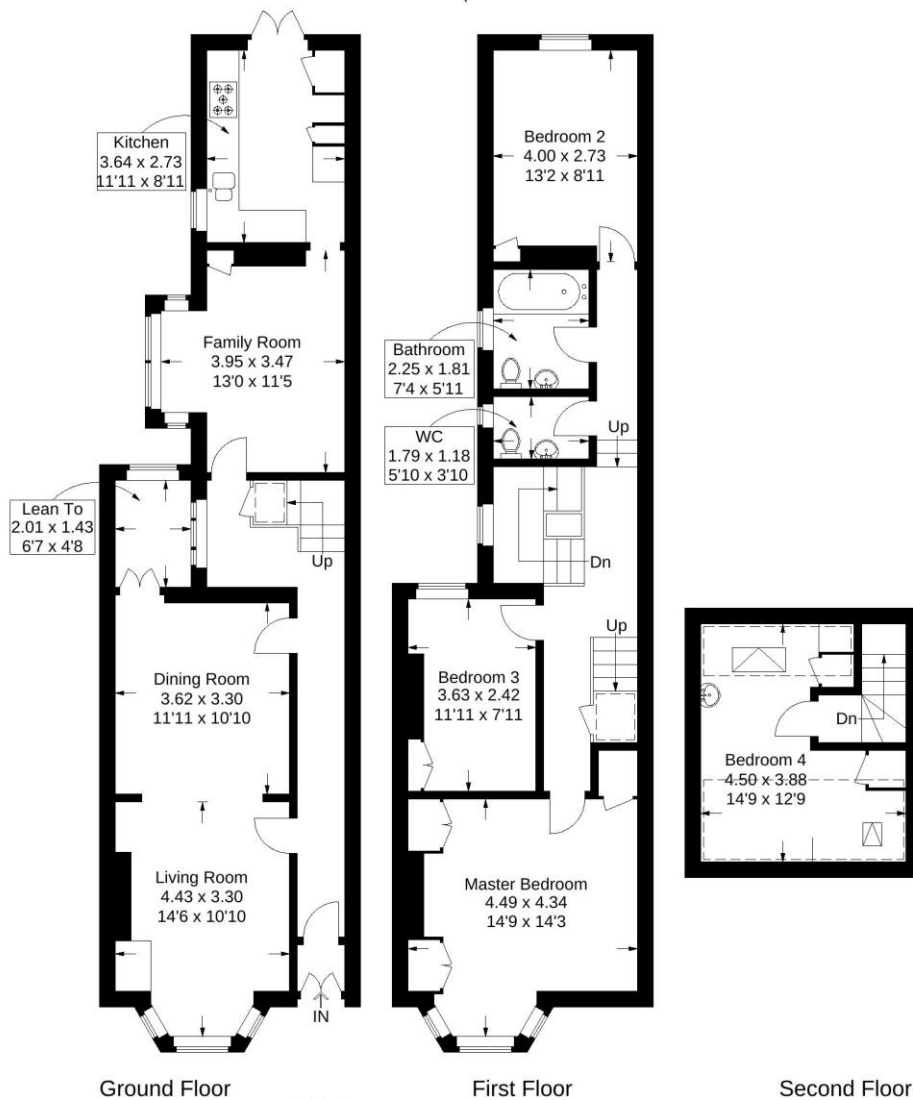 Kitchen
3.64 x 2.73
11'11 x 8'11
Family Room
3.95 x 3.47
13'0 x 11'5
Lean To
2.01 x 1.43
6'7 x 4'8
Up
Dining Room
3.62 x 3.30
11'11 x 10'10
Living Room
4.43 x 3.30
14'6 x 10'10
IN
Ground Floor
Bedroom 2
4.00 x 2.73
13'2 x 8'11
Bathroom
2.25 x 1.81
7'4 x 5'11
WC
1.79 x 1.18
5'10 x 3'10
Up
Dn
Up
Bedroom 3
3.63 x 2.42
11'11 x 7'11
Master Bedroom
4.49 x 4.34
14'9 x 14'3
First Floor
Dn
Bedroom 4
4.50 x 3.88
14'9 x 12'9
Second Floor